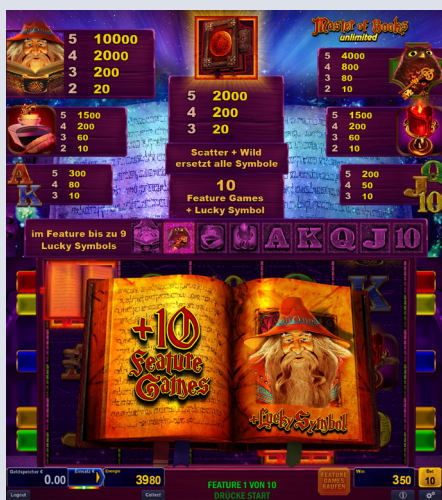 Master of Books
unlimited
5 10000
4 2000
3 200
2 20
5 4000
4 800
3 80
2 10
5 2000
4 200
3 20
5 1500
4 200
3 60
2 10
5 1500
4 200
3 60
2 10
Scatter + Wild
ersetzt alle Symbole
A
K
5 300
4 80
3 10
10
Feature Games
+ Lucky Symbol
5 200
4 50
3 10
Q
J
10
im Feature bis zu 9
Lucky Symbols
A K Q J 10
K
+10
Feature
Games
+Lucky Symbol
Geldspeicher €
0.00
Einsatz €
Energie
3980
FEATURE 1 VON 10
DRÜCKE START
FEATURE
GAMES
KAUFEN
Win
350
Bet
10
Logout
Collect